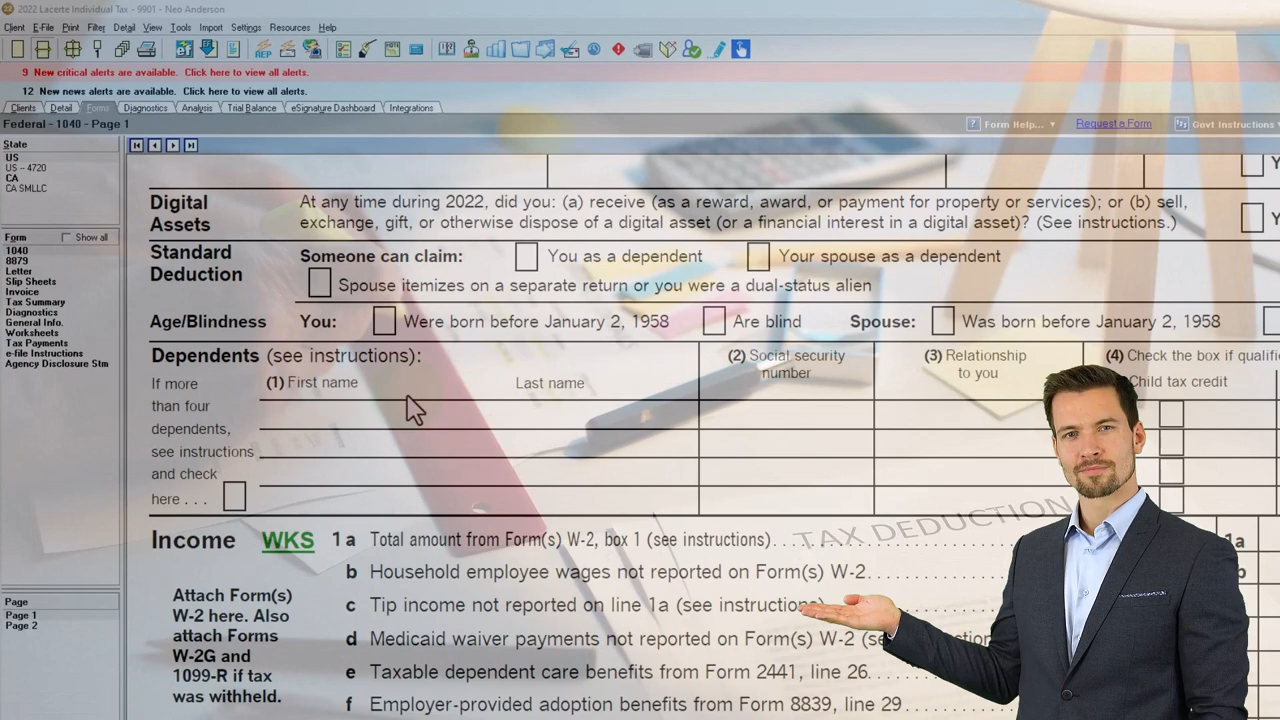 2022 Lacerte Individual Tax - 9901 - Neo Anderson
Client E-File Print Filter Detail View Tools Import Settings Resources Help
9 New critical alerts are available. Click here to view all alerts.
12 New news alerts are available. Click here to view all alerts.
Clients Detail Forms Diagnostics Analysis Trial Balance eSignature Dashboard Integrations
Federal - 1040 - Page 1
? Form Help... Request a Form Govt Instructions
State
US
US -- 4720
CA
CA SMLLC
Form Show all
1040
8879
Letter
Slip Sheets
Invoice
Tax Summary
Diagnostics
General Info.
Worksheets
Tax Payments
e-file Instructions
Agency Disclosure Stm
Page
Page 1
Page 2
Y
Digital Assets
At any time during 2022, did you: (a) receive (as a reward, award, or payment for property or services); or (b) sell,
exchange, gift, or otherwise dispose of a digital asset (or a financial interest in a digital asset)? (See instructions.) Y
Standard Deduction
Someone can claim: You as a dependent Your spouse as a dependent
Spouse itemizes on a separate return or you were a dual-status alien
Age/Blindness You: Were born before January 2, 1958 Are blind Spouse: Was born before January 2, 1958
Dependents (see instructions):
(2) Social security number
(3) Relationship to you
(4) Check the box if qualifi
(1) First name Last name
Child tax credit
If more
than four
dependents,
see instructions
and check
here . . .
TAX DEDUCTION
Income WKS 1a Total amount from Form(s) W-2, box 1 (see instructions) 1a
b Household employee wages not reported on Form(s) W-2 b
c Tip income not reported on line 1a (see instructions)
d Medicaid waiver payments not reported on Form(s) W-2
e Taxable dependent care benefits from Form 2441, line 26
f Employer-provided adoption benefits from Form 8839, line 29
Attach Form(s)
W-2 here. Also
attach Forms
W-2G and
1099-R if tax
was withheld.